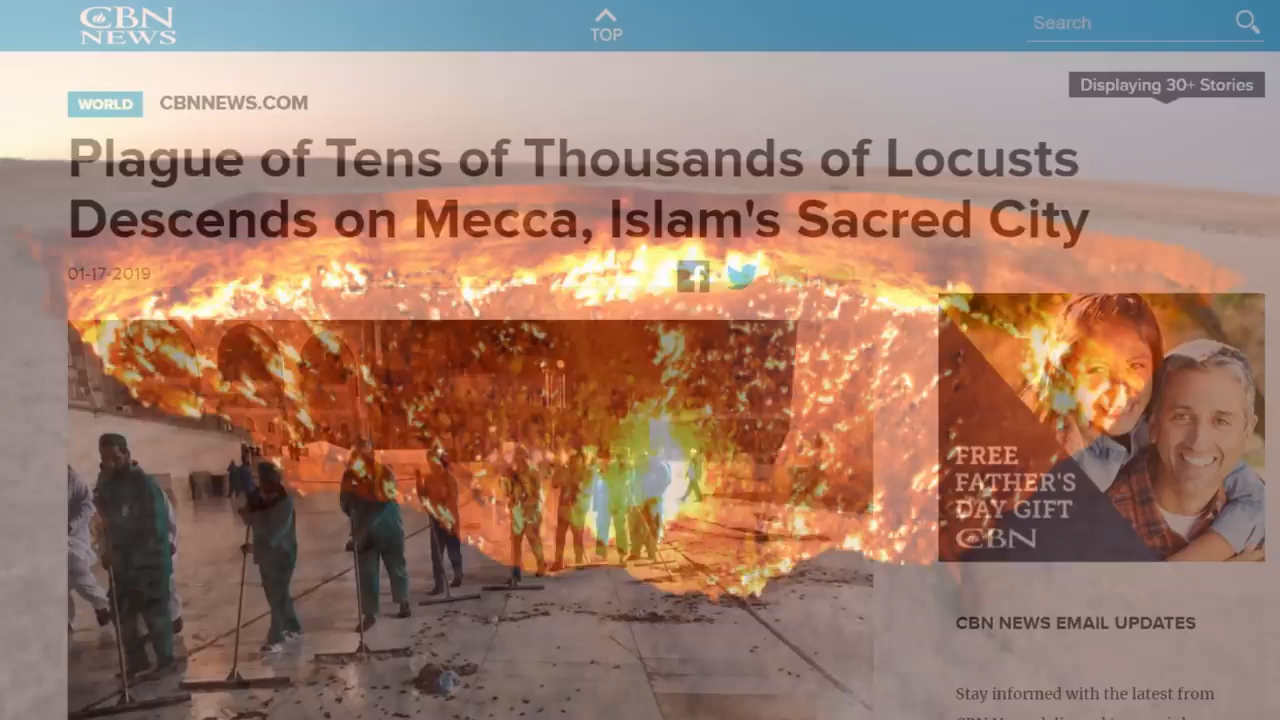 CBN
NEWS
TOP
Search
Displaying 30+ Stories
WORLD CBNNEWS.COM
Plague of Tens of Thousands of Locusts
Descends on Mecca, Islam's Sacred City
01-17-2019
FREE
FATHER'S
DAY GIFT
CBN
CBN NEWS EMAIL UPDATES
Stay informed with the latest from